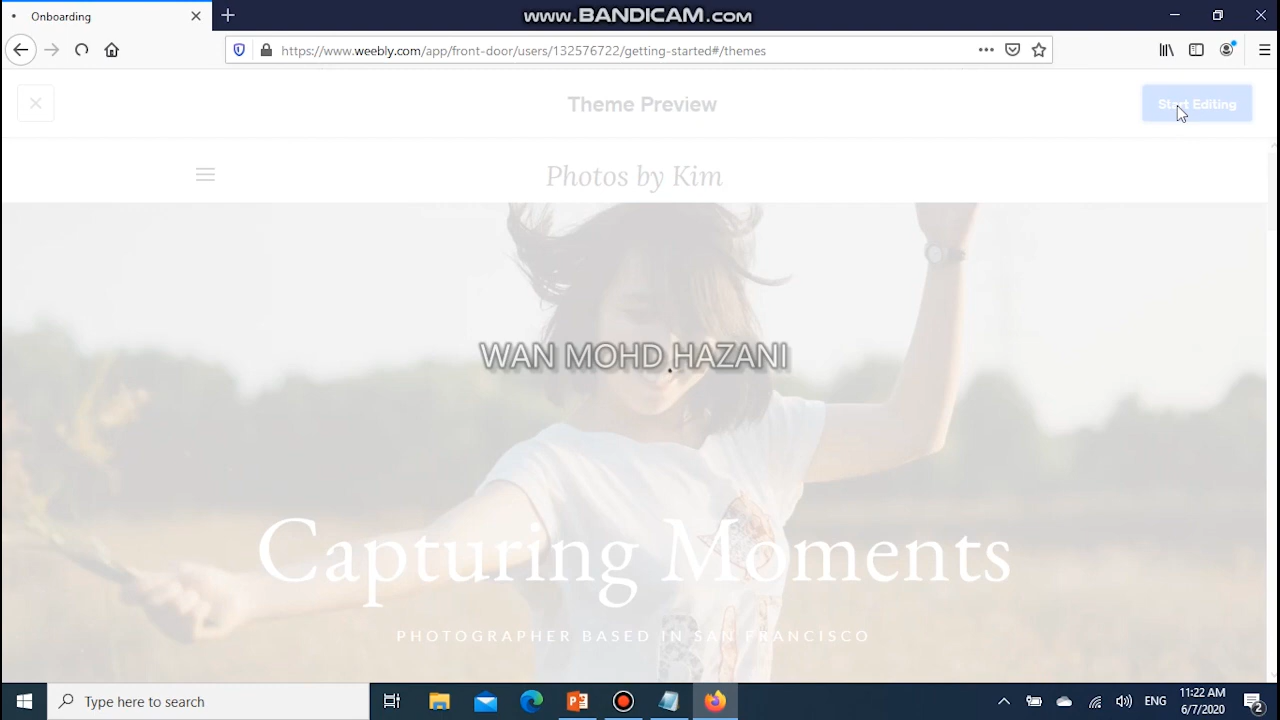 Onboarding
www.BANDICAM.com
https://www.weebly.com/app/front-door/users/132576722/getting-started#/themes
Theme Preview
Start Editing
Photos by Kim
WAN MOHD HAZANI
Capturing Moments
PHOTOGRAPHER BASED IN SAN FRANCISCO
Type here to search
ENG
11:22 AM
6/7/2020
2